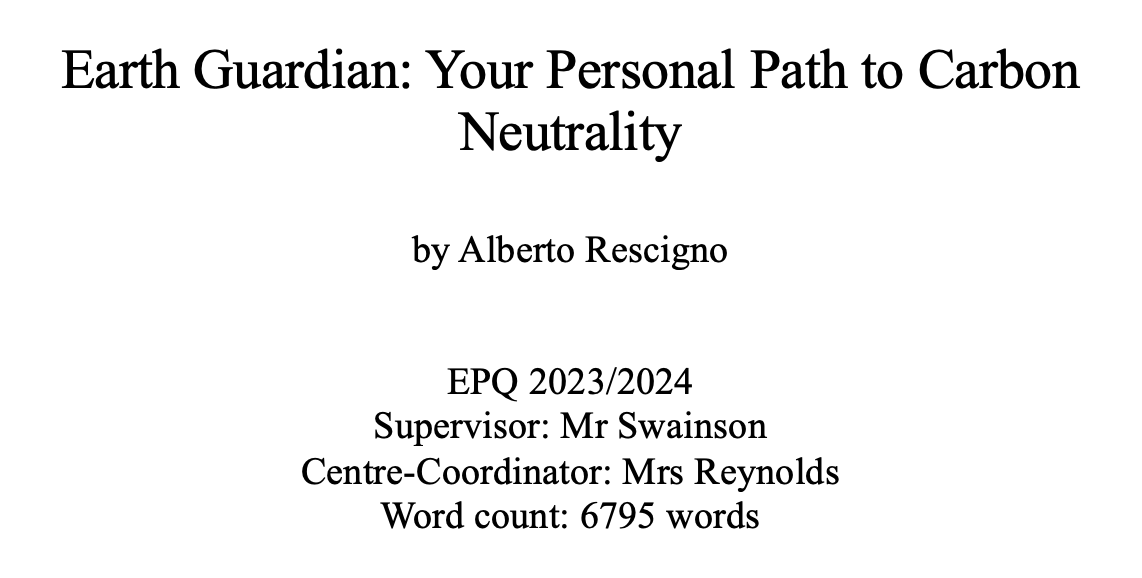 Earth Guardian: Your Personal Path to Carbon
Neutrality
by Alberto Rescigno
EPQ 2023/2024
Supervisor: Mr Swainson
Centre-Coordinator: Mrs Reynolds
Word count: 6795 words